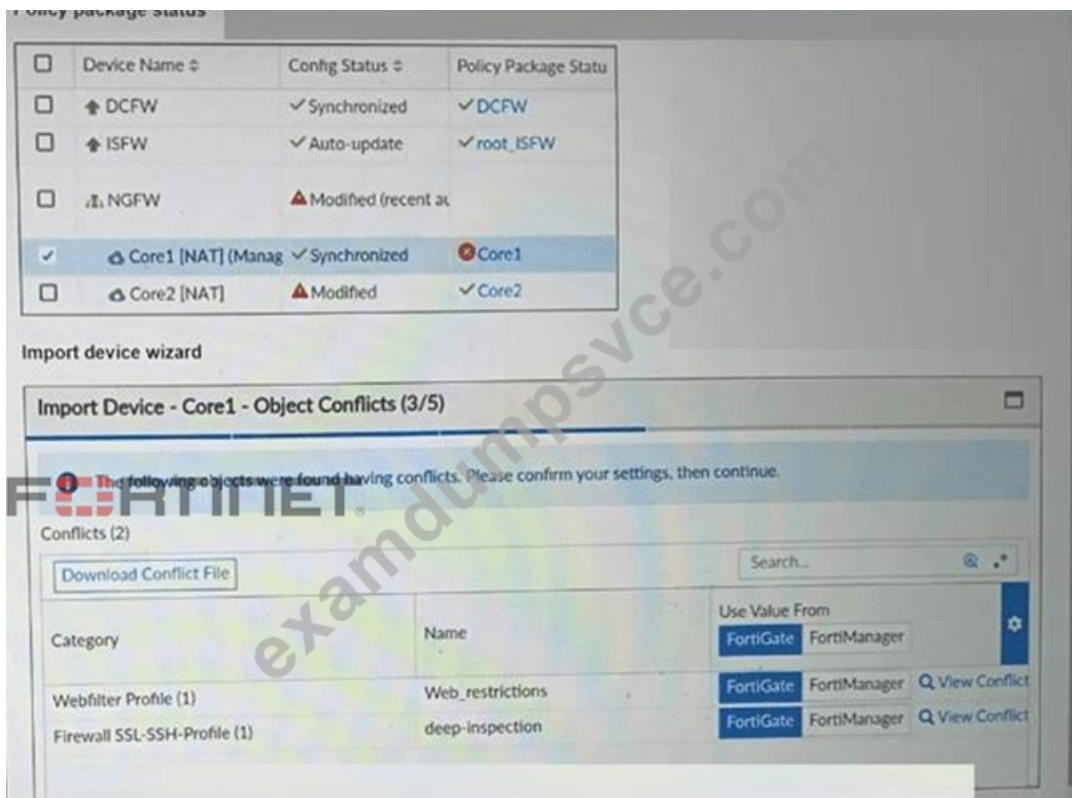 Policy package status
Device Name Config Status Policy Package Statu
DCFW Synchronized DCFW
ISFW Auto-update root_ISFW
NGFW Modified (recent au
Core1 [NAT] (Manag Synchronized Core1
Core2 [NAT] Modified Core2
Import device wizard
Import Device - Core1 - Object Conflicts (3/5)
The following objects were found having conflicts. Please confirm your settings, then continue.
FORTINET
Conflicts (2)
Download Conflict File Search...
Use Value From
Category Name FortiGate FortiManager
Webfilter Profile (1) Web_restrictions FortiGate FortiManager View Conflict
Firewall SSL-SSH-Profile (1) deep-inspection FortiGate FortiManager View Conflict
examdumpsvce.com